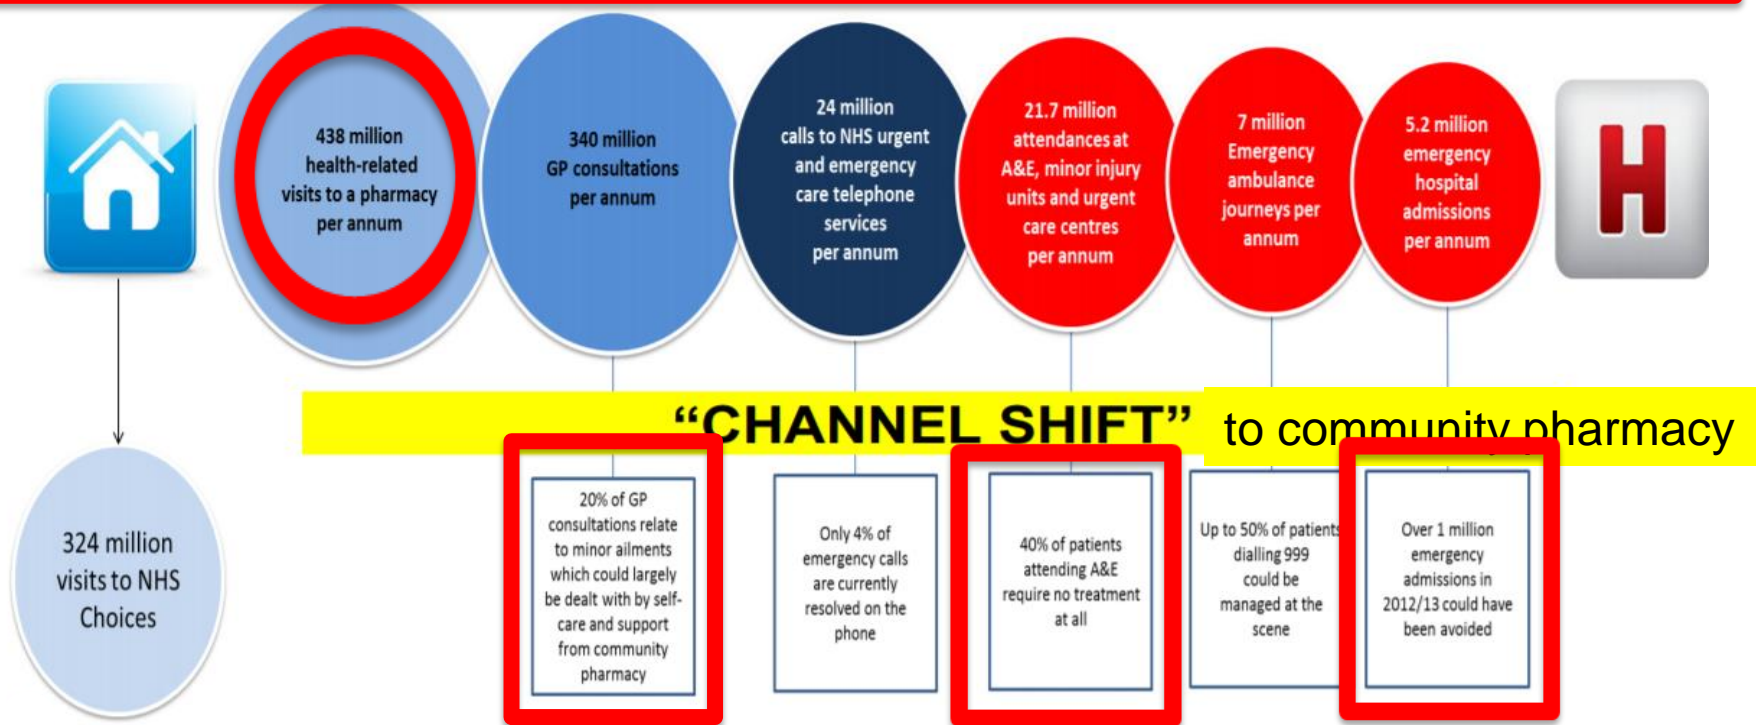 438 million
health-related
visits to a pharmacy
per annum
340 million
GP consultations
per annum
24 million
calls to NHS urgent
and emergency
care telephone
services
per annum
21.7 million
attendances at
A&E, minor injury
units and urgent
care centres
per annum
7 million
Emergency
ambulance
journeys per
annum
5.2 million
emergency
hospital
admissions
per annum
H
“CHANNEL SHIFT” to community pharmacy
324 million
visits to NHS
Choices
20% of GP
consultations relate
to minor ailments
which could largely
be dealt with by self-
care and support
from community
pharmacy
Only 4% of
emergency calls
are currently
resolved on the
phone
40% of patients
attending A&E
require no treatment
at all
Up to 50% of patients
dialling 999
could be
managed at the
scene
Over 1 million
emergency
admissions in
2012/13 could have
been avoided